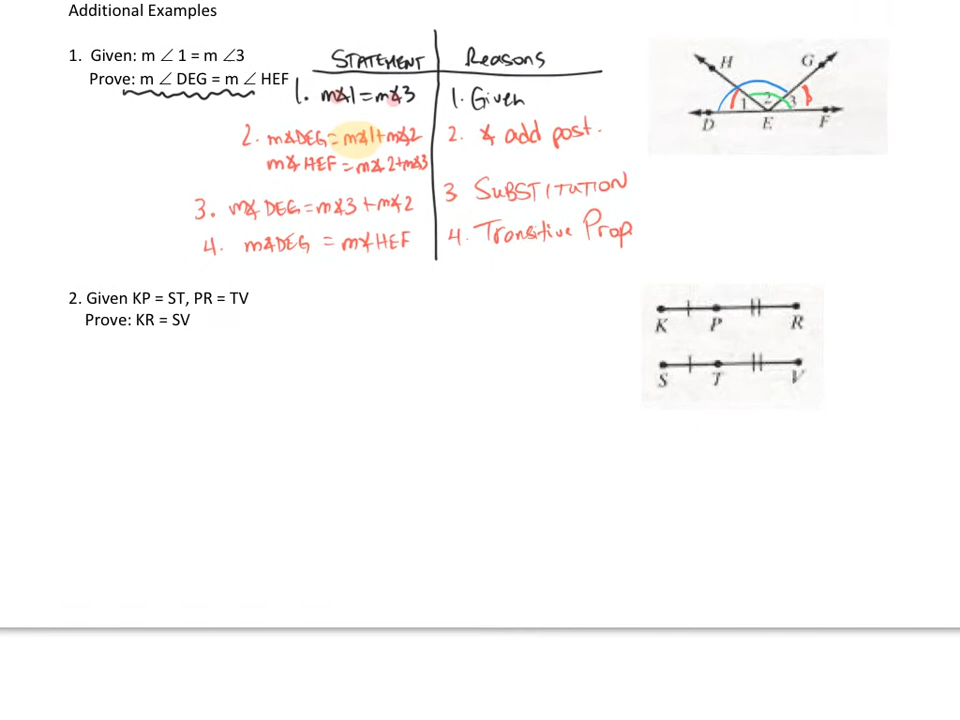 Additional Examples
1. Given: m ∠ 1 = m ∠3
Prove: m ∠ DEG = m ∠ HEF
STATEMENT Reasons
1. m∡1 = m∡3 1. Given
2. m∡DEG = m∡1 + m∡2 2. ∡ add post.
m∡HEF = m∡2 + m∡3
3. m∡DEG = m∡3 + m∡2 3 SUBSTITUTION
4. m∡DEG = m∡HEF 4. Transitive Prop
H G
1 2 3
D E F
2. Given KP = ST, PR = TV
Prove: KR = SV
K P R
S T V